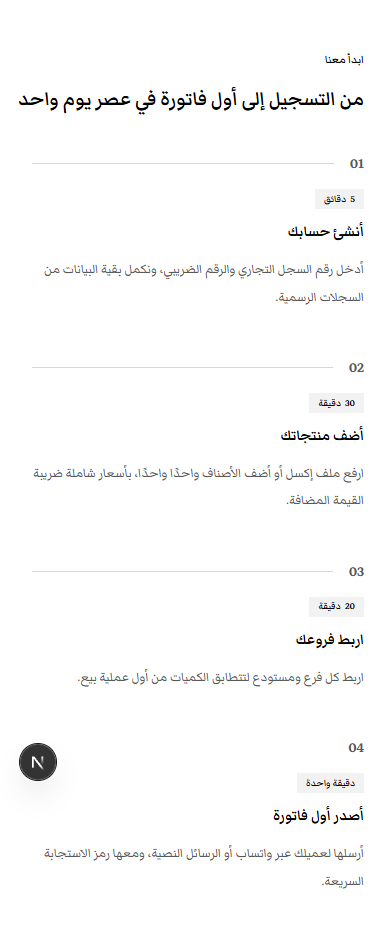 ابدأ معنا
من التسجيل إلى أول فاتورة في عصر يوم واحد
01
5 دقائق
أنشئ حسابك
أدخل رقم السجل التجاري والرقم الضريبي، ونكمل بقية البيانات من
السجلات الرسمية.
02
30 دقيقة
أضف منتجاتك
ارفع ملف إكسل أو أضف الأصناف واحدًا واحدًا، بأسعار شاملة ضريبة
القيمة المضافة.
03
20 دقيقة
اربط فروعك
اربط كل فرع ومستودع لتتطابق الكميات من أول عملية بيع.
04
دقيقة واحدة
أصدر أول فاتورة
أرسلها لعميلك عبر واتساب أو الرسائل النصية، ومعها رمز الاستجابة
السريعة.
N